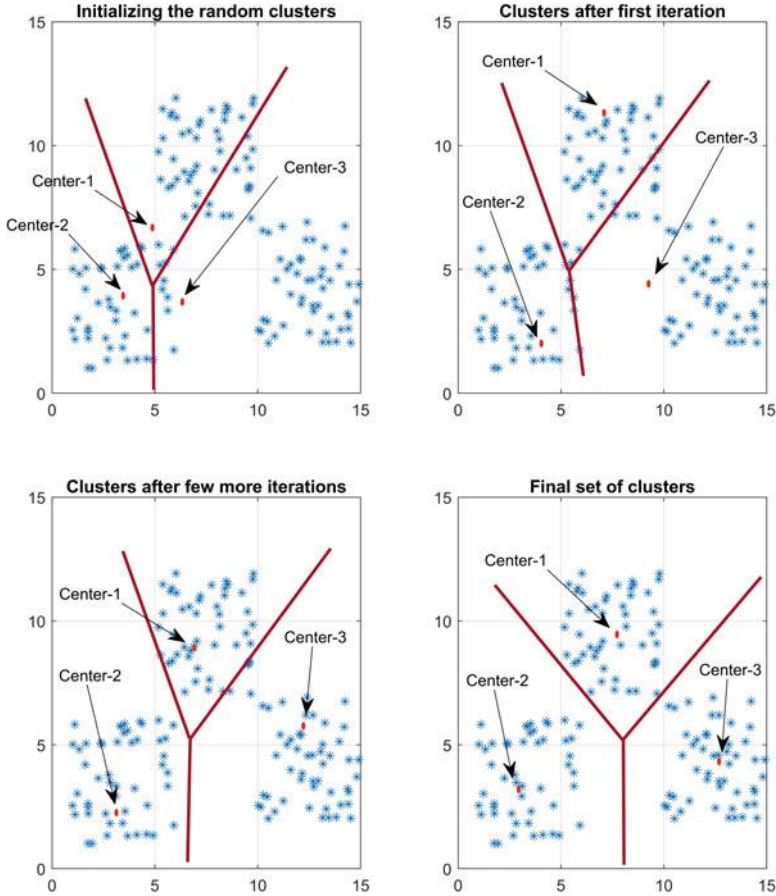 Initializing the random clusters
15
10
5
0
Center-1
Center-2
Center-3
0 5 10 15
Clusters after first iteration
15
10
5
0
Center-1
Center-3
Center-2
0 5 10 15
Clusters after few more iterations
15
10
5
0
Center-1
Center-3
Center-2
0 5 10 15
Final set of clusters
15
10
5
0
Center-1
Center-2
Center-3
0 5 10 15